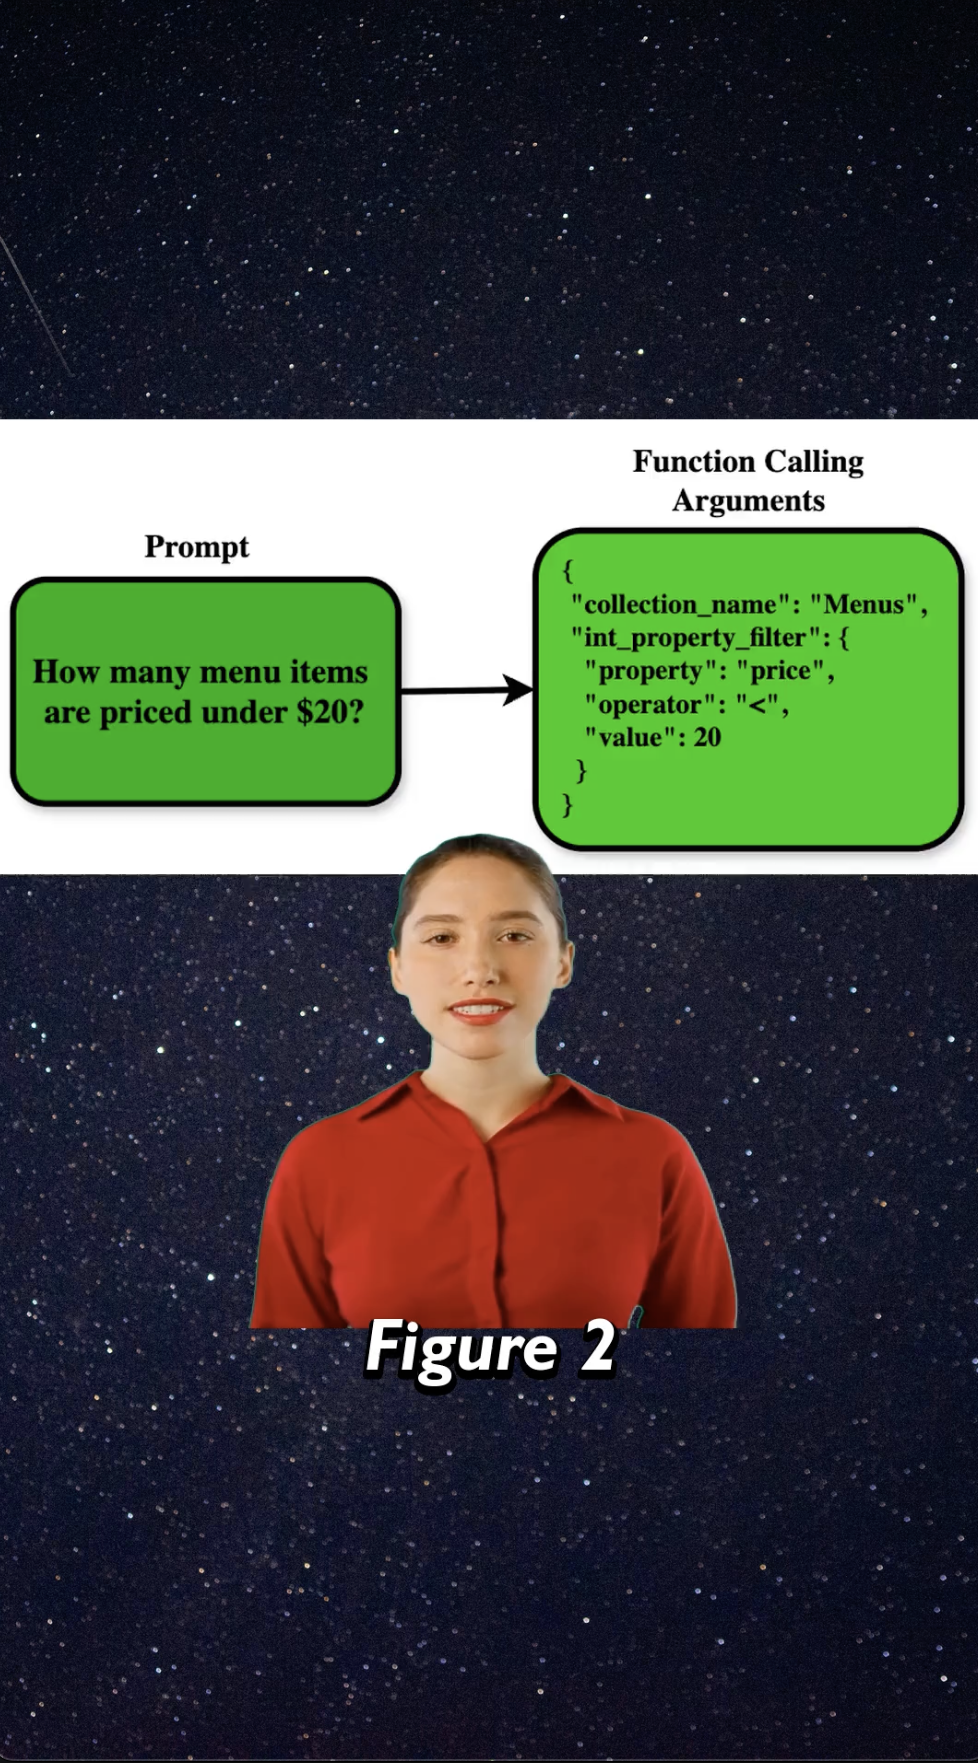 Function Calling
Arguments
Prompt
How many menu items
are priced under $20?
{
"collection_name": "Menus",
"int_property_filter": {
"property": "price",
"operator": "<",
"value": 20
}
}
Figure 2